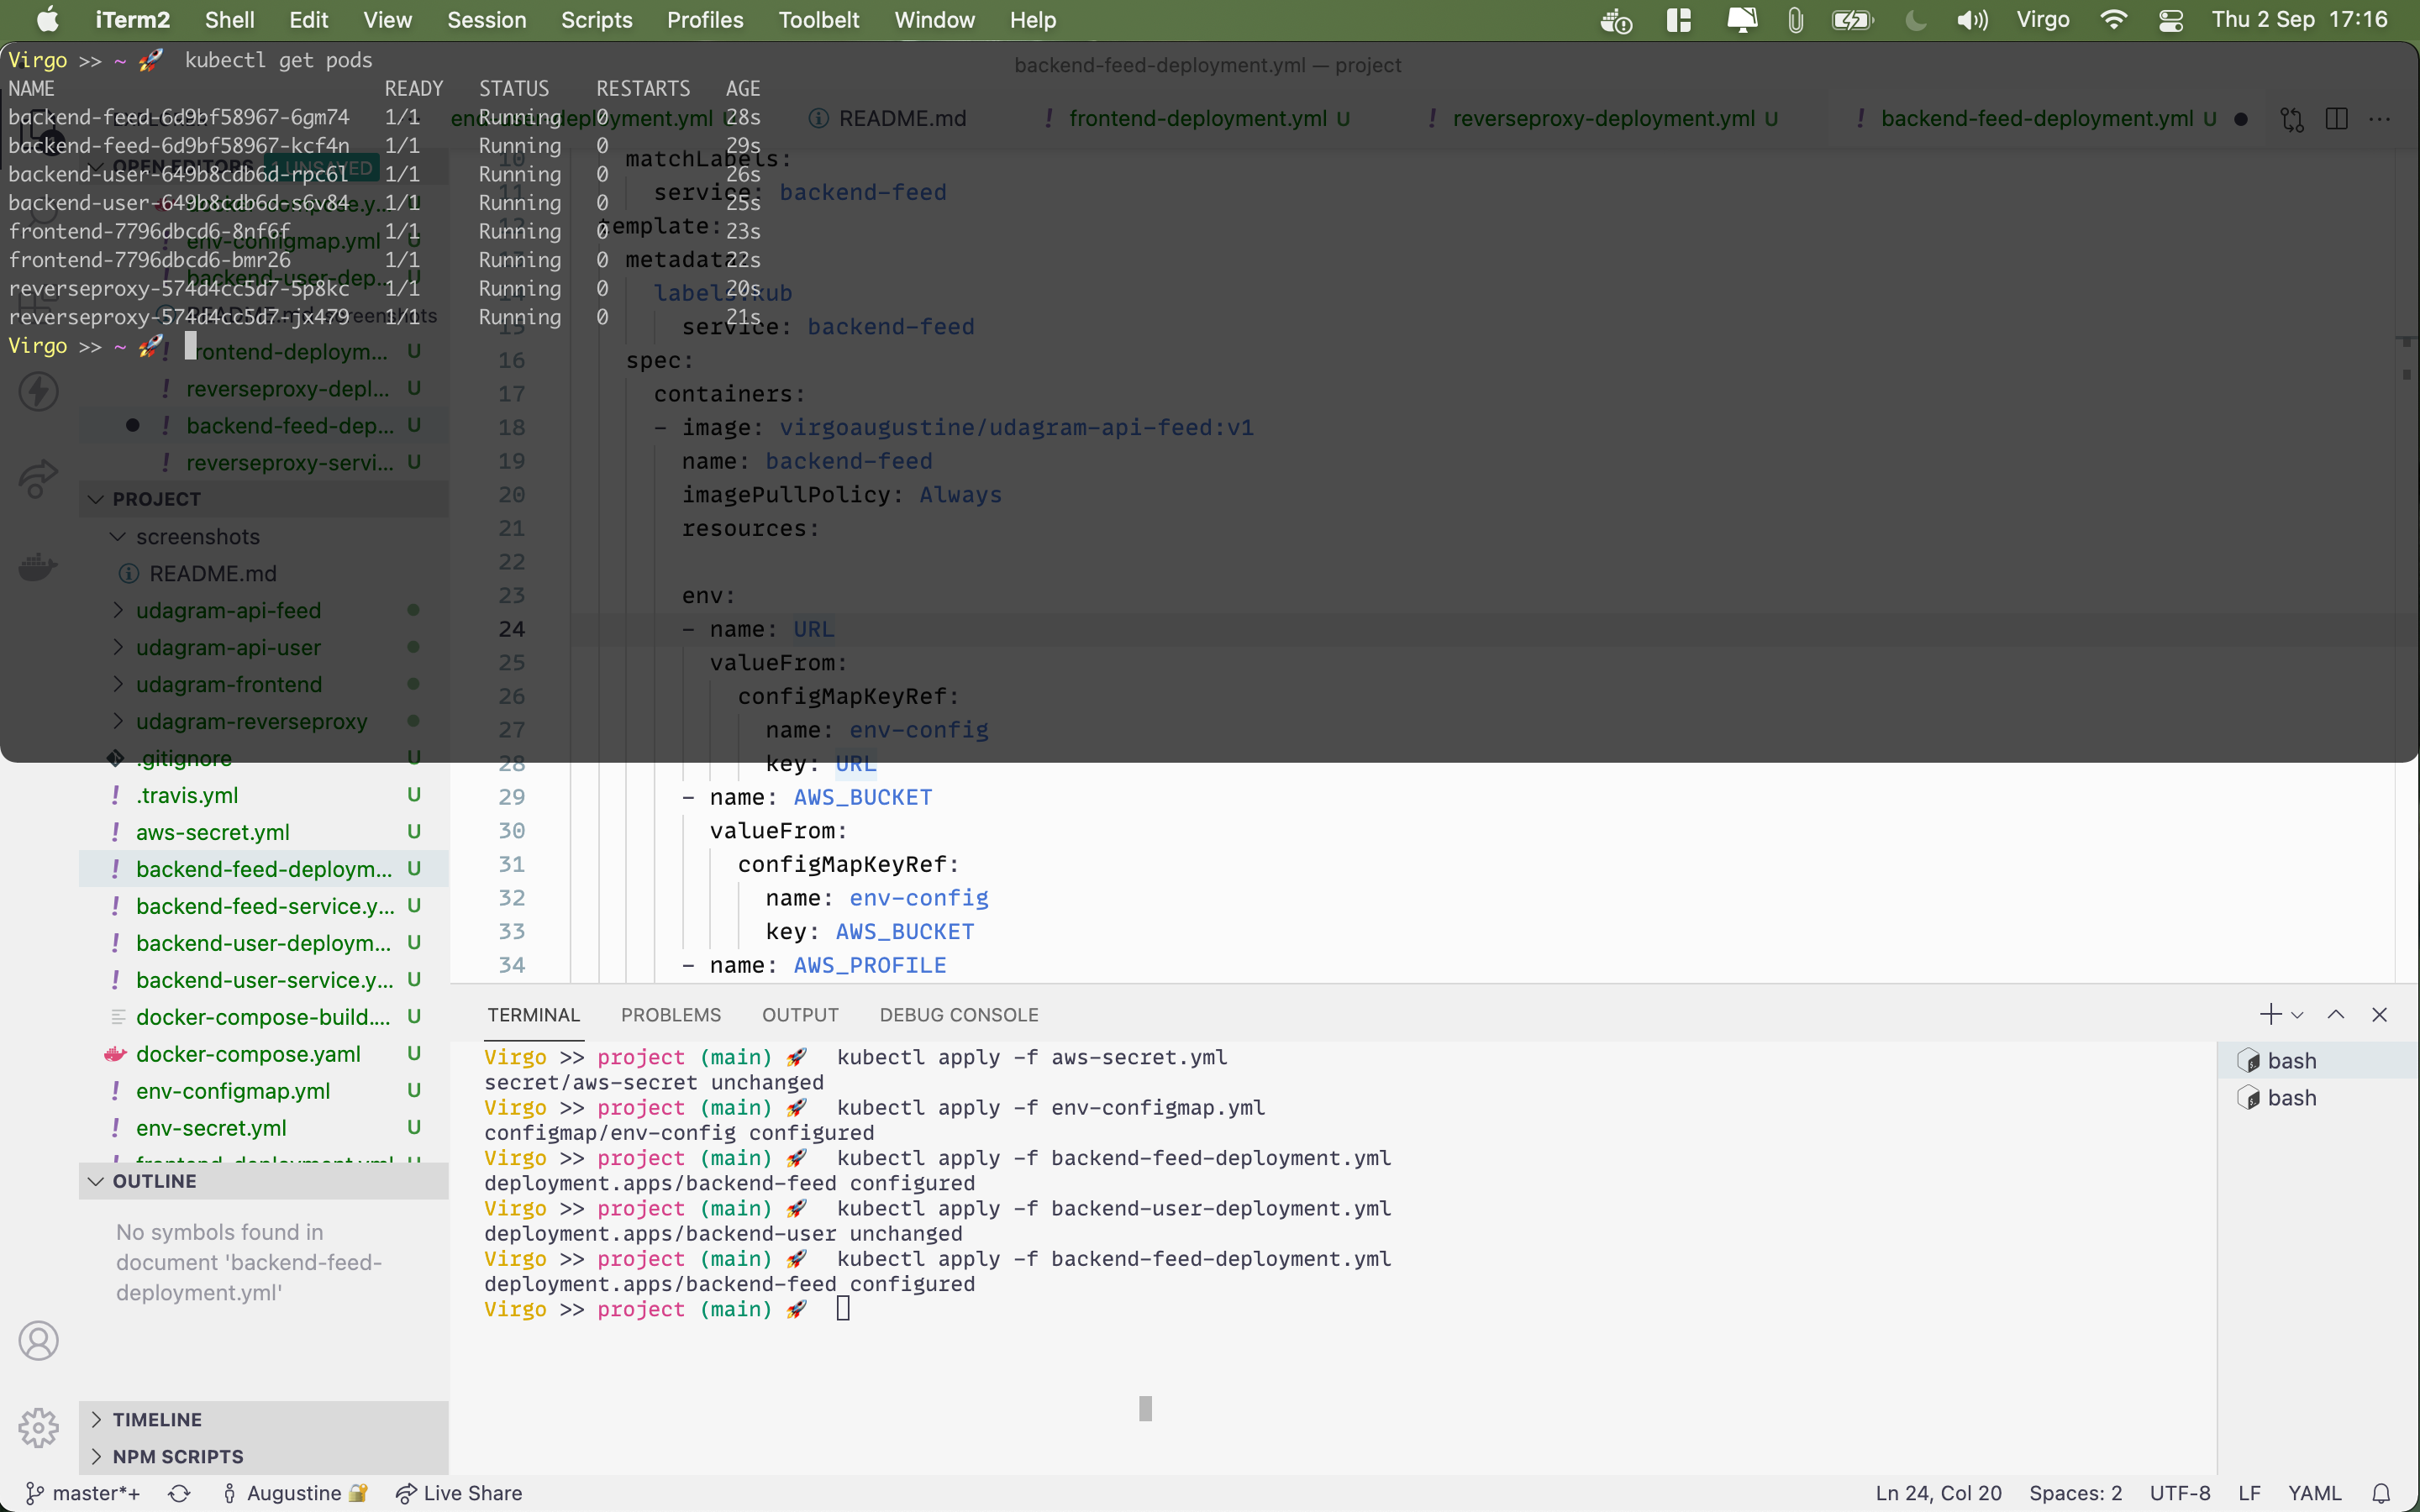 iTerm2 Shell Edit View Session Scripts Profiles Toolbelt Window Help Virgo Thu 2 Sep 17:16
Virgo >> ~ 🚀 kubectl get pods
NAME READY STATUS RESTARTS AGE
backend-feed-6d9bf58967-6gm74 1/1 Running 0 28s
backend-feed-6d9bf58967-kcf4n 1/1 Running 0 29s
backend-user-649b8cdb6d-rpc6l 1/1 Running 0 26s
backend-user-649b8cdb6d-s6v84 1/1 Running 0 25s
frontend-7796dbcd6-8nf6f 1/1 Running 0 23s
frontend-7796dbcd6-bmr26 1/1 Running 0 22s
reverseproxy-574d4cc5d7-5p8kc 1/1 Running 0 20s
reverseproxy-574d4cc5d7-jx479 1/1 Running 0 21s
Virgo >> ~ 🚀
backend-feed-deployment.yml — project
README.md
! frontend-deployment.yml U
! reverseproxy-deployment.yml U
! backend-feed-deployment.yml U
OPEN EDITORS
env-configmap.yml U
backend-user-dep...
frontend-deploym... U
! reverseproxy-depl... U
! backend-feed-dep... U
! reverseproxy-servi... U
PROJECT
screenshots
README.md
udagram-api-feed
udagram-api-user
udagram-frontend
udagram-reverseproxy
.gitignore U
! .travis.yml U
! aws-secret.yml U
! backend-feed-deploym... U
! backend-feed-service.y... U
! backend-user-deploym... U
! backend-user-service.y... U
docker-compose-build.... U
docker-compose.yaml U
! env-configmap.yml U
! env-secret.yml U
! frontend-deployment.yml U
OUTLINE
No symbols found in
document 'backend-feed-
deployment.yml'
TIMELINE
NPM SCRIPTS
10 matchLabels:
11 service: backend-feed
template:
metadata
14 labels:kub
15 service: backend-feed
16 spec:
17 containers:
18 - image: virgoaugustine/udagram-api-feed:v1
19 name: backend-feed
20 imagePullPolicy: Always
21 resources:
22
23 env:
24 - name: URL
25 valueFrom:
26 configMapKeyRef:
27 name: env-config
28 key: URL
29 - name: AWS_BUCKET
30 valueFrom:
31 configMapKeyRef:
32 name: env-config
33 key: AWS_BUCKET
34 - name: AWS_PROFILE
TERMINAL PROBLEMS OUTPUT DEBUG CONSOLE
Virgo >> project (main) 🚀 kubectl apply -f aws-secret.yml
secret/aws-secret unchanged
Virgo >> project (main) 🚀 kubectl apply -f env-configmap.yml
configmap/env-config configured
Virgo >> project (main) 🚀 kubectl apply -f backend-feed-deployment.yml
deployment.apps/backend-feed configured
Virgo >> project (main) 🚀 kubectl apply -f backend-user-deployment.yml
deployment.apps/backend-user unchanged
Virgo >> project (main) 🚀 kubectl apply -f backend-feed-deployment.yml
deployment.apps/backend-feed configured
Virgo >> project (main) 🚀
bash
bash
master*+ Augustine 🔐 Live Share Ln 24, Col 20 Spaces: 2 UTF-8 LF YAML